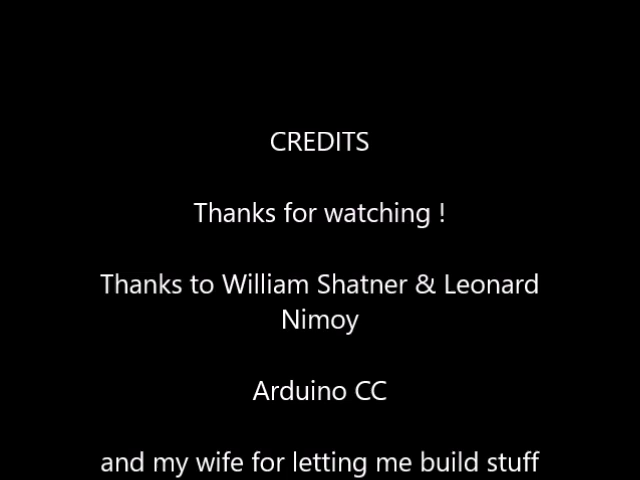 CREDITS
Thanks for watching !
Thanks to William Shatner & Leonard
Nimoy
Arduino CC
and my wife for letting me build stuff